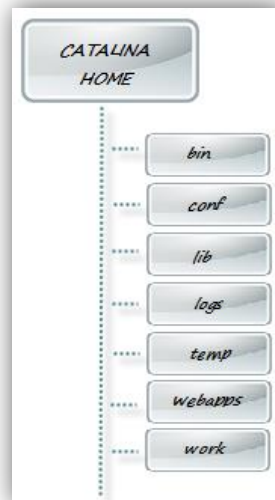 CATALINA
HOME
bin
conf
lib
logs
temp
webapps
work